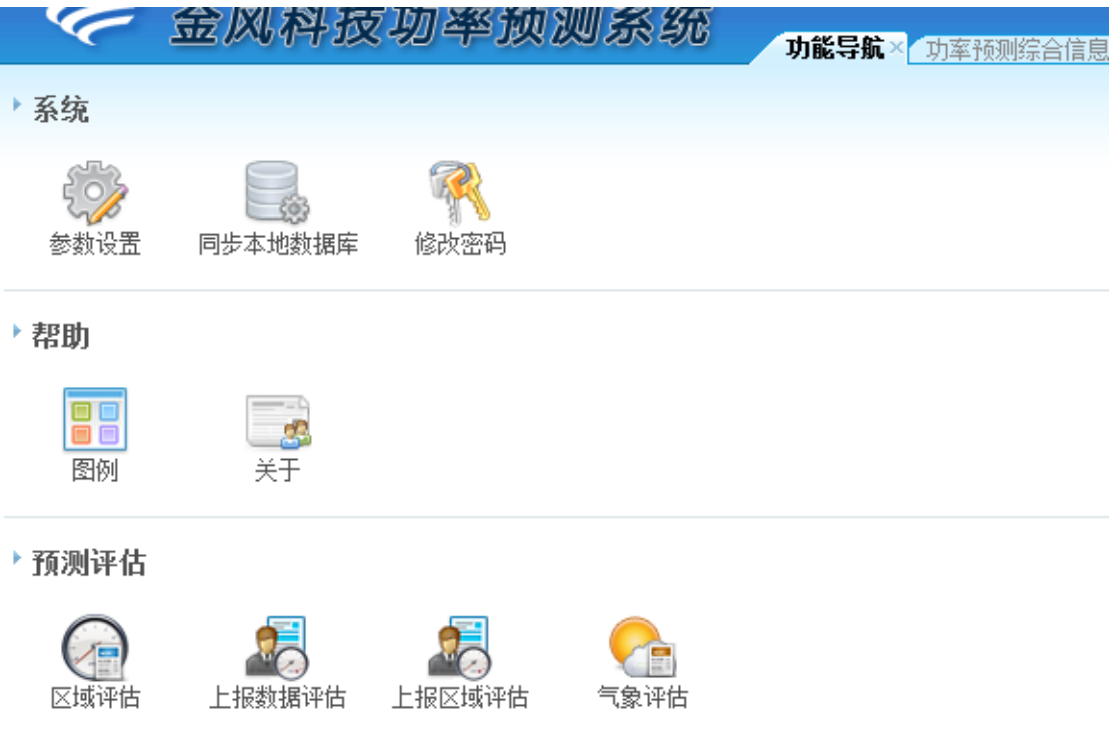 金风科技功率预测系统
功能导航 功率预测综合信息
系统
参数设置 同步本地数据库 修改密码
帮助
图例 关于
预测评估
区域评估 上报数据评估 上报区域评估 气象评估